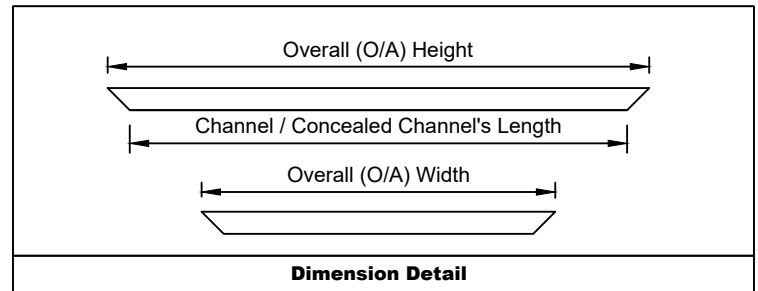 Overall (O/A) Height
Channel / Concealed Channel's Length
Overall (O/A) Width
Dimension Detail